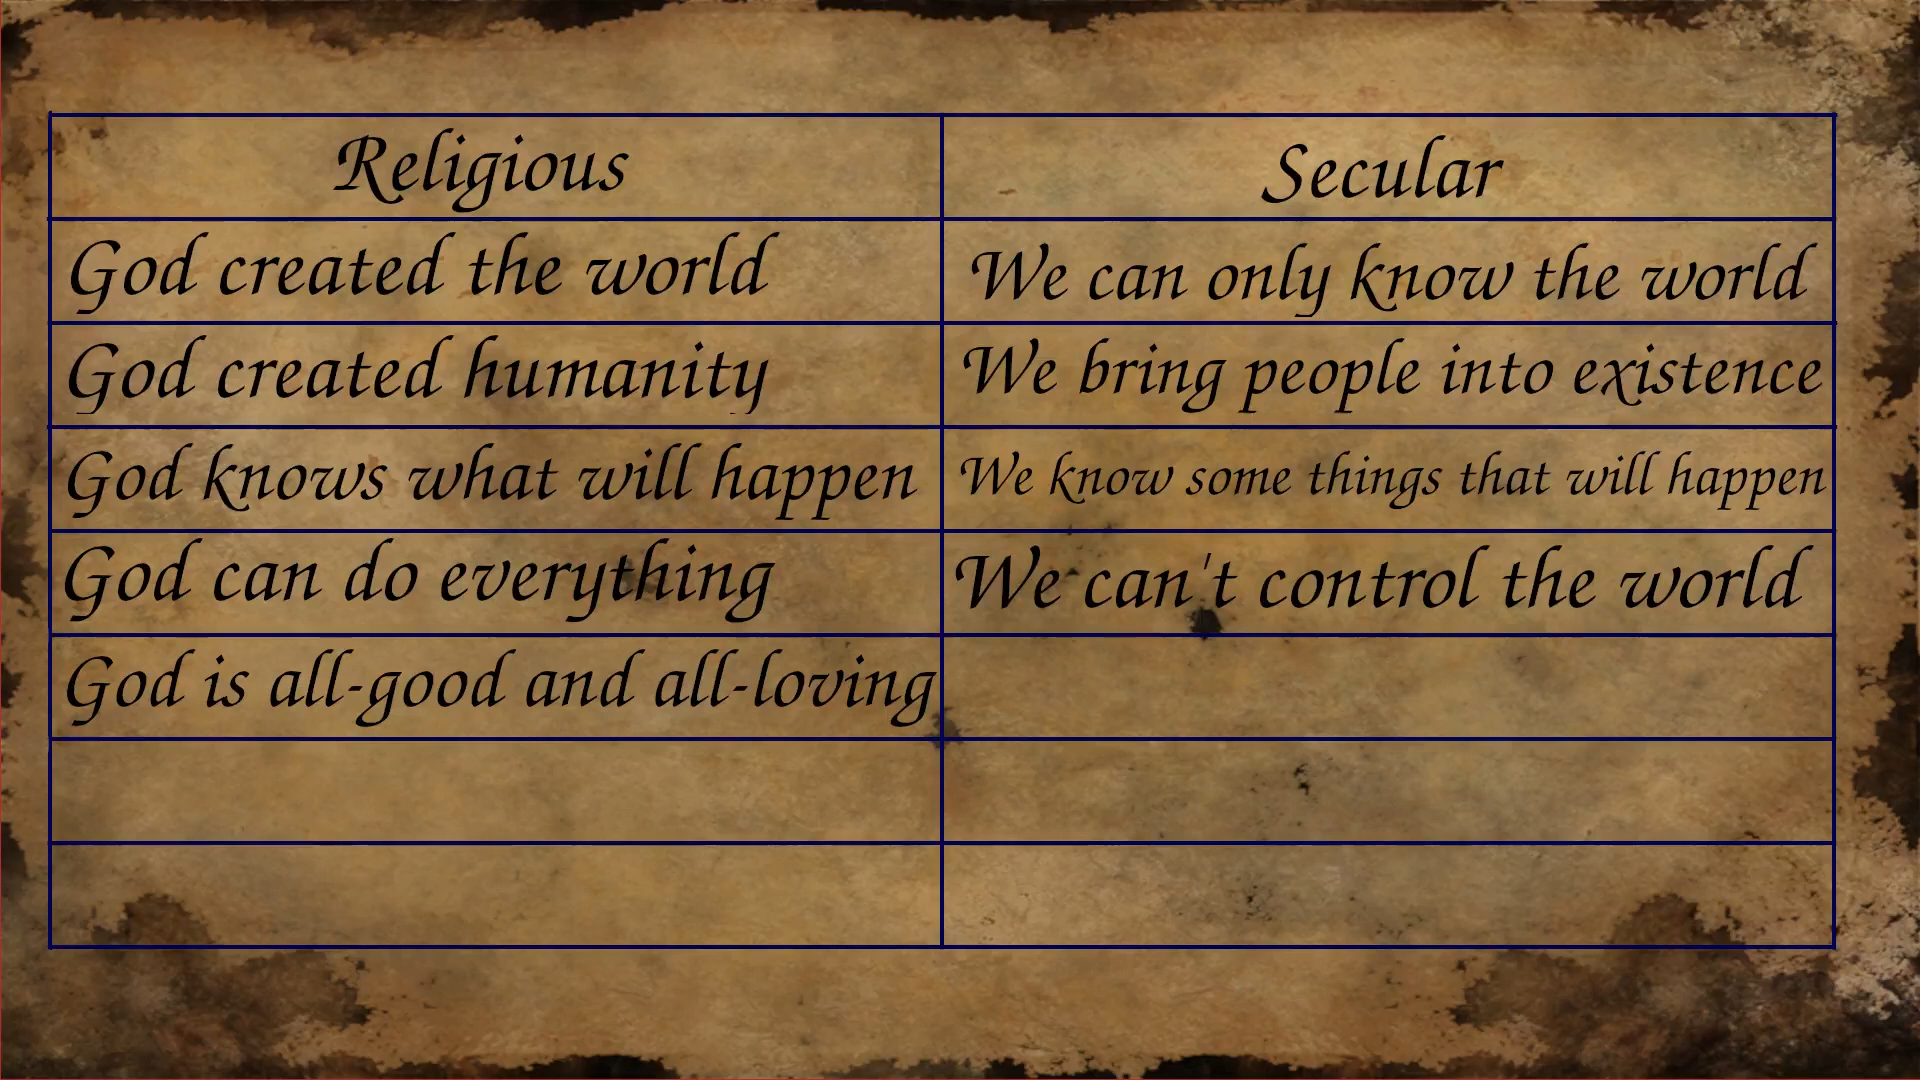 Religious
Secular
God created the world
We can only know the world
God created humanity
We bring people into existence
God knows what will happen
We know some things that will happen
God can do everything
We can't control the world
God is all-good and all-loving